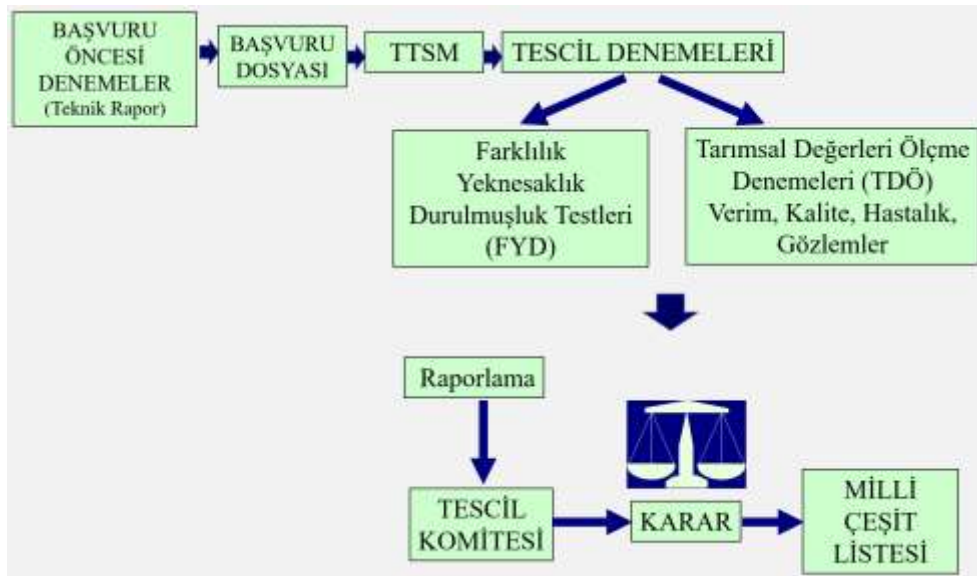 BAŞVURU
ÖNCESİ
DENEMELER
(Teknik Rapor)
BAŞVURU
DOSYASI
TTSM
TESCİL DENEMELERİ
Farklılık
Yeknesaklık
Durulmuşluk Testleri
(FYD)
Tarımsal Değerleri Ölçme
Denemeleri (TDÖ)
Verim, Kalite, Hastalık,
Gözlemler
Raporlama
TESCİL
KOMİTESİ
KARAR
MİLLİ
ÇEŞİT
LİSTESİ